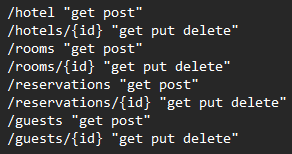 /hotel "get post"
/hotels/{id} "get put delete"
/rooms "get post"
/rooms/{id} "get put delete"
/reservations "get post"
/reservations/{id} "get put delete"
/guests "get post"
/guests/{id} "get put delete"